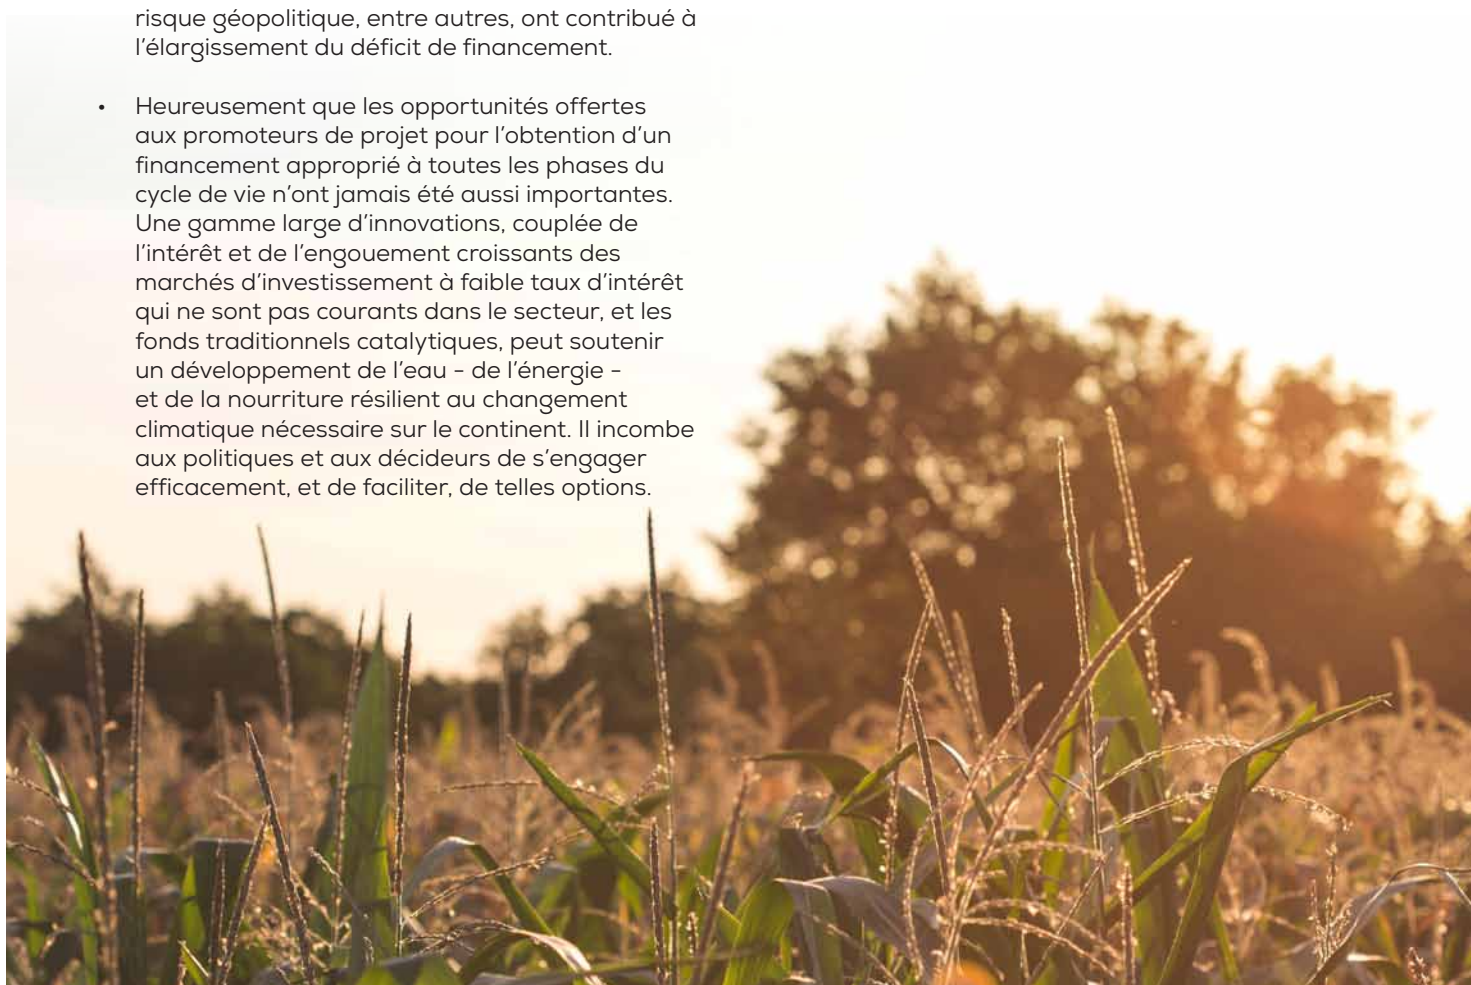 risque géopolitique, entre autres, ont contribué à
l'élargissement du déficit de financement.
• Heureusement que les opportunités offertes
aux promoteurs de projet pour l'obtention d'un
financement approprié à toutes les phases du
cycle de vie n'ont jamais été aussi importantes.
Une gamme large d'innovations, couplée de
l'intérêt et de l'engouement croissants des
marchés d'investissement à faible taux d'intérêt
qui ne sont pas courants dans le secteur, et les
fonds traditionnels catalytiques, peut soutenir
un développement de l'eau - de l'énergie -
et de la nourriture résilient au changement
climatique nécessaire sur le continent. Il incombe
aux politiques et aux décideurs de s'engager
efficacement, et de faciliter, de telles options.